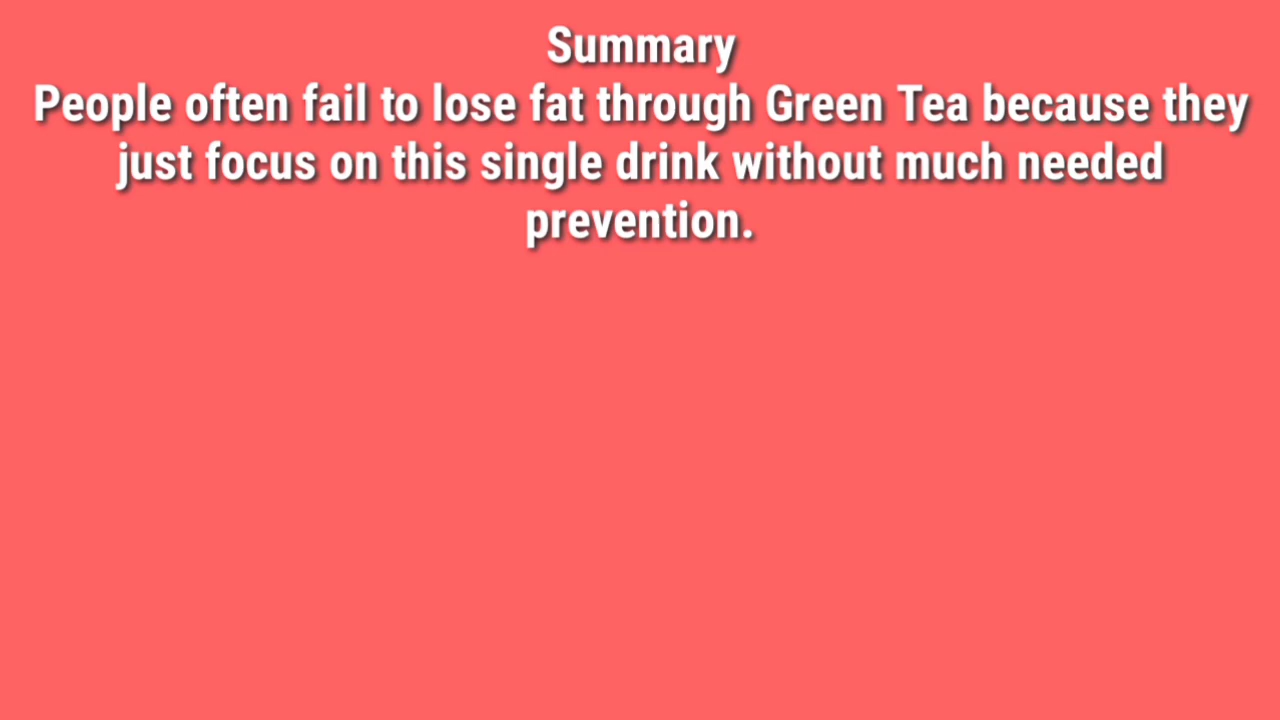 Summary
People often fail to lose fat through Green Tea because they
just focus on this single drink without much needed
prevention.